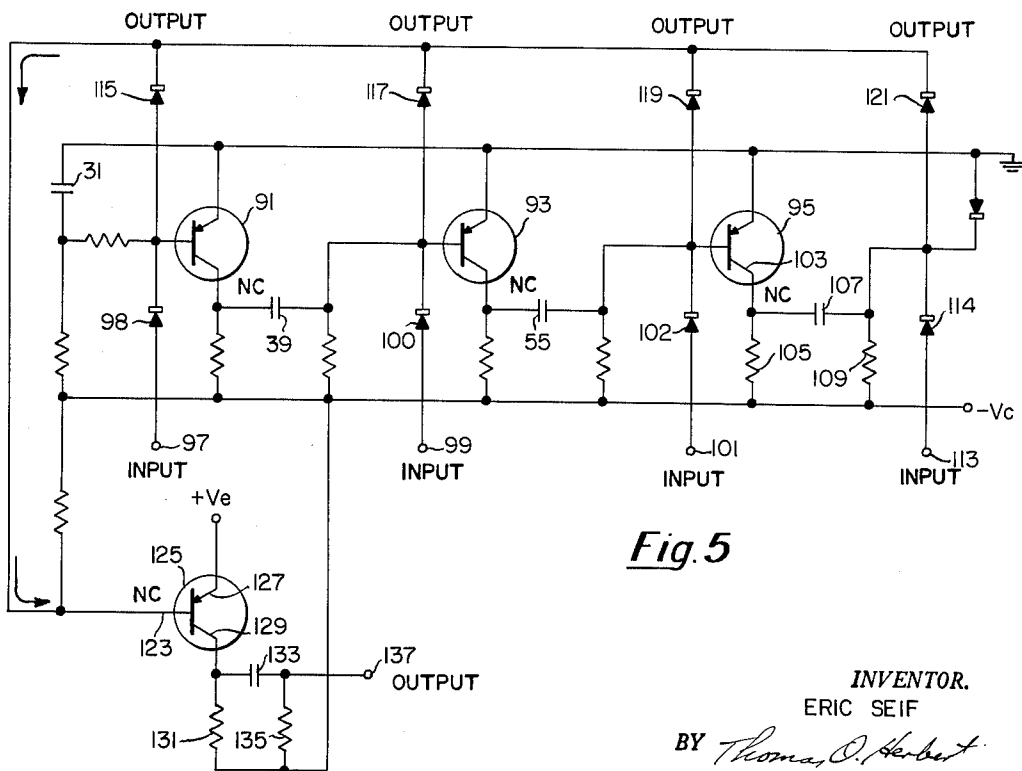 OUTPUT OUTPUT OUTPUT OUTPUT
115 117 119 121
31 91 93 95
103
NC NC NC 107
98 39 100 55 102 114
105 109
-Vc
97 99 101 113
INPUT INPUT INPUT INPUT
+Ve
Fig. 5
125 127
NC
123 129
133 137
OUTPUT
131 135
INVENTOR.
ERIC SEIF
BY Thomas O. Herbert